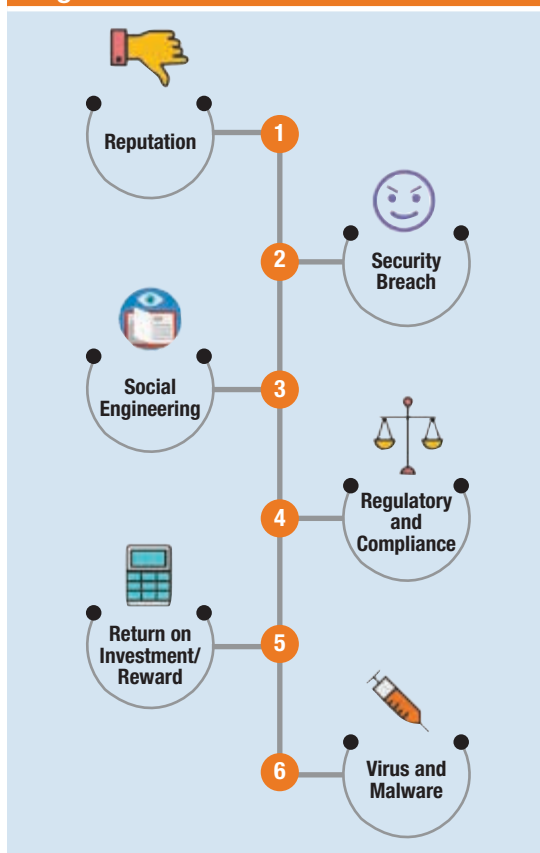 1
Reputation
2
Security
Breach
3
Social
Engineering
4
Regulatory
and
Compliance
5
Return on
Investment/
Reward
6
Virus and
Malware